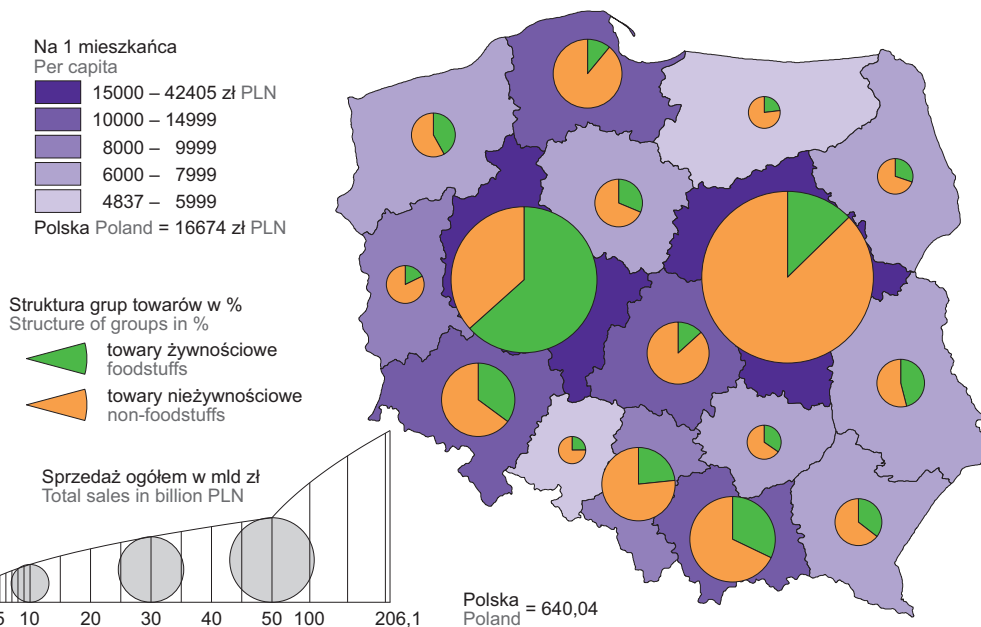 Na 1 mieszkańca
Per capita
15000 – 42405 zł PLN
10000 – 14999
8000 – 9999
6000 – 7999
4837 – 5999
Polska Poland = 16674 zł PLN
Struktura grup towarów w %
Structure of groups in %
towary żywnościowe
foodstuffs
towary nieżywnościowe
non-foodstuffs
Sprzedaż ogółem w mld zł
Total sales in billion PLN
5 10 20 30 40 50 100 206,1
Polska
Poland = 640,04